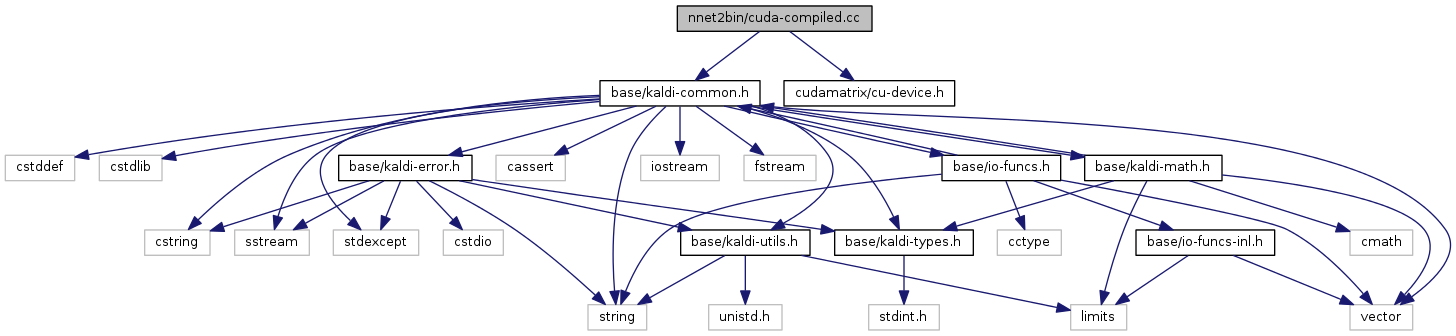 nnet2bin/cuda-compiled.cc
base/kaldi-common.h
cudamatrix/cu-device.h
cstddef
cstdlib
base/kaldi-error.h
cassert
iostream
fstream
base/io-funcs.h
base/kaldi-math.h
cstring
sstream
stdexcept
cstdio
base/kaldi-utils.h
base/kaldi-types.h
cctype
base/io-funcs-inl.h
cmath
string
unistd.h
stdint.h
limits
vector